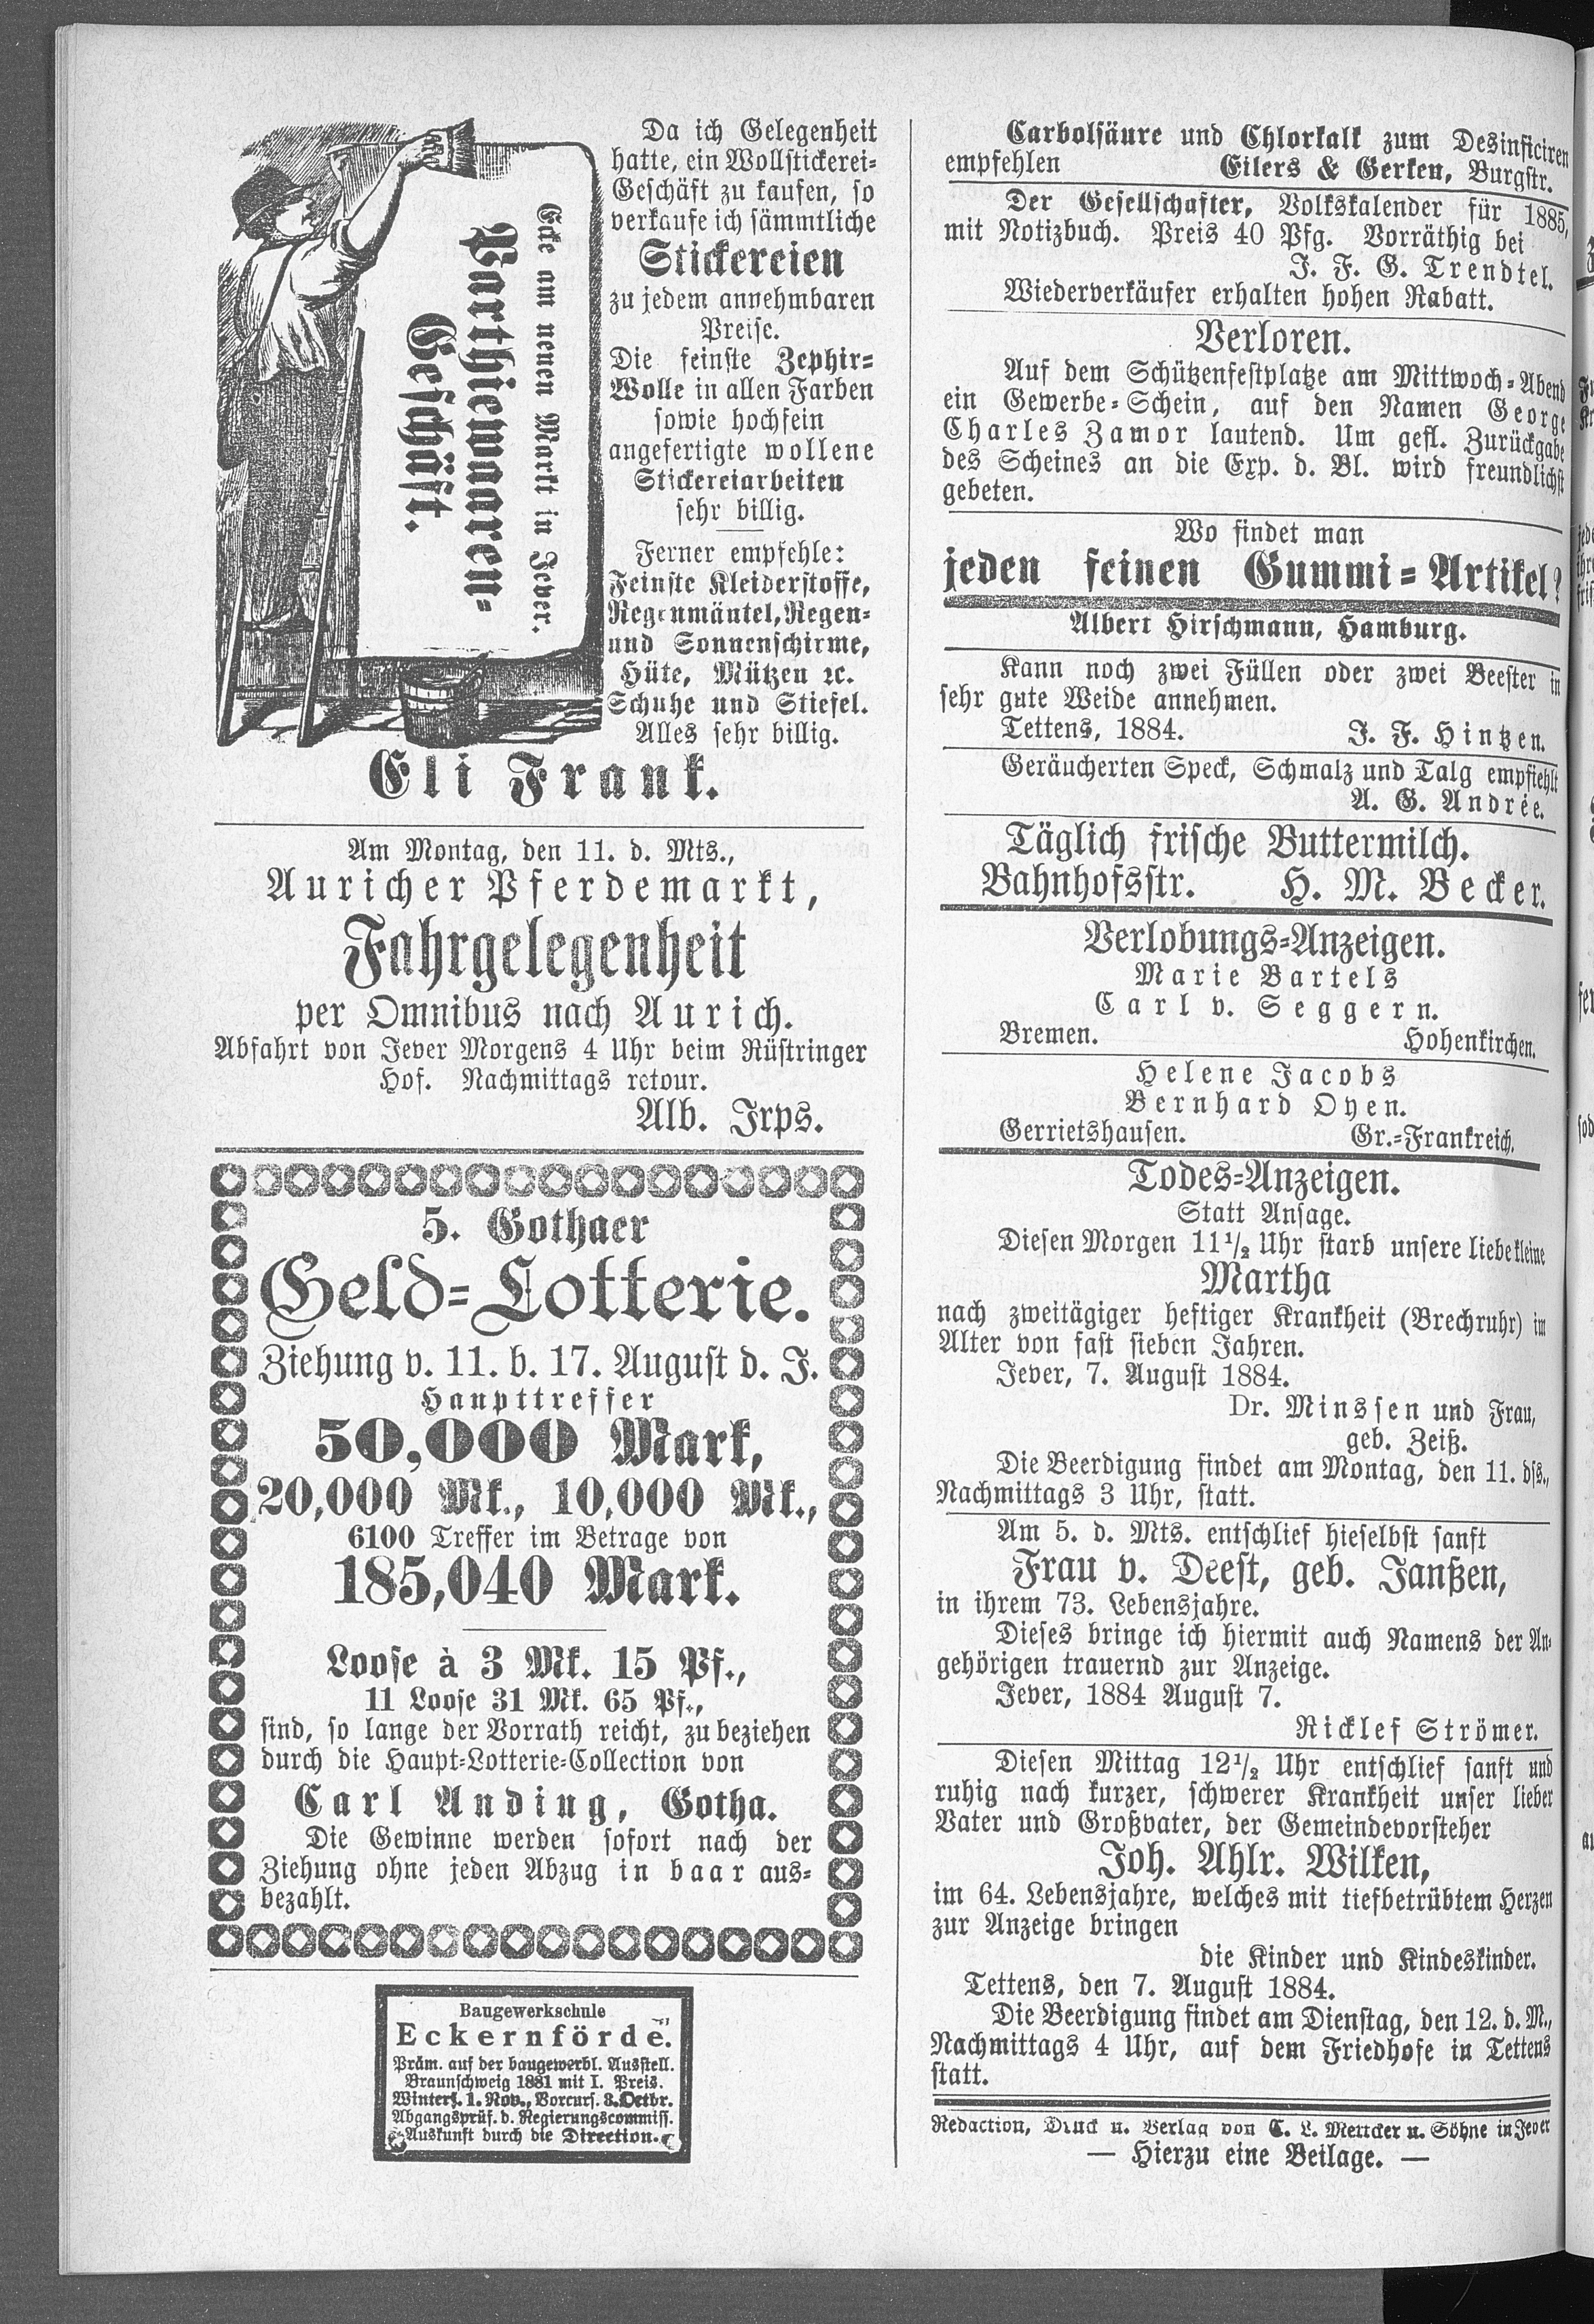 Ecke am neuen Markt in Jever.
Parthiewaaren-
Geschäft.
Da ich Gelegenheit
hatte, ein Wollstickerei-
Geschäft zu kaufen, so
verkaufe ich sämmtliche
Stickereien
zu jedem annehmbaren
Preise.
Die feinste Zephir-
Wolle in allen Farben
sowie hochfein
angefertigte wollene
Stickereiarbeiten
sehr billig.
Ferner empfehle:
Feinste Kleiderstoffe,
Regenmäntel, Regen-
und Sonnenschirme,
Hüte, Mützen ꝛc.
Schuhe und Stiefel.
Alles sehr billig.
Eli Frank.
Am Montag, den 11. d. Mts.,
Auricher Pferdemarkt,
Fahrgelegenheit
per Omnibus nach Aurich.
Abfahrt von Jever Morgens 4 Uhr beim Rüstringer
Hof. Nachmittags retour.
Alb. Irps.
5. Gothaer
Geld-Lotterie.
Ziehung v. 11. b. 17. August d. J.
Haupttreffer
50,000 Mark,
20,000 Mk., 10,000 Mk.,
6100 Treffer im Betrage von
185,040 Mark.
Loose à 3 Mk. 15 Pf.,
11 Loose 31 Mk. 65 Pf.,
sind, so lange der Vorrath reicht, zu beziehen
durch die Haupt-Lotterie-Collection von
Carl Anding, Gotha.
Die Gewinne werden sofort nach der
Ziehung ohne jeden Abzug in baar aus-
bezahlt.
Baugewerkschule
Eckernförde.
Präm. auf der baugewerbl. Ausstell.
Braunschweig 1881 mit I. Preis.
Winters. 1. Nov., Vorcurs. 3. Octbr.
Abgangsprüf. d. Regierungscommiss.
Auskunft durch die Direction.
Carbolsäure und Chlorkalk zum Desinficiren
empfehlen Eilers & Gerken, Burgstr.
Der Gesellschafter, Volkskalender für 1885,
mit Notizbuch. Preis 40 Pfg. Vorräthig bei
J. F. G. Trendtel.
Wiederverkäufer erhalten hohen Rabatt.
Verloren.
Auf dem Schützenfestplatze am Mittwoch-Abend
ein Gewerbe-Schein, auf den Namen George
Charles Zamor lautend. Um gefl. Zurückgabe
des Scheines an die Exp. d. Bl. wird freundlichst
gebeten.
Wo findet man
jeden feinen Gummi-Artikel?
Albert Hirschmann, Hamburg.
Kann noch zwei Füllen oder zwei Beester in
sehr gute Weide annehmen.
Tettens, 1884. J. F. Hintzen.
Geräucherten Speck, Schmalz und Talg empfiehlt
A. G. Andrée.
Täglich frische Buttermilch.
Bahnhofsstr. H. M. Becker.
Verlobungs-Anzeigen.
Marie Bartels
Carl v. Seggern.
Bremen. Hohenkirchen.
Helene Jacobs
Bernhard Oyen.
Gerrietshausen. Gr.-Frankreich.
Todes-Anzeigen.
Statt Ansage.
Diesen Morgen 11½ Uhr starb unsere liebe kleine
Martha
nach zweitägiger heftiger Krankheit (Brechruhr) im
Alter von fast sieben Jahren.
Jever, 7. August 1884.
Dr. Minssen und Frau,
geb. Zeiß.
Die Beerdigung findet am Montag, den 11. dss.,
Nachmittags 3 Uhr, statt.
Am 5. d. Mts. entschlief hieselbst sanft
Frau v. Deest, geb. Janßen,
in ihrem 73. Lebensjahre.
Dieses bringe ich hiermit auch Namens der An-
gehörigen trauernd zur Anzeige.
Jever, 1884 August 7.
Ricklef Strömer.
Diesen Mittag 12½ Uhr entschlief sanft und
ruhig nach kurzer, schwerer Krankheit unser lieber
Vater und Großvater, der Gemeindevorsteher
Joh. Ahlr. Wilken,
im 64. Lebensjahre, welches mit tiefbetrübtem Herzen
zur Anzeige bringen
die Kinder und Kindeskinder.
Tettens, den 7. August 1884.
Die Beerdigung findet am Dienstag, den 12. d. M.,
Nachmittags 4 Uhr, auf dem Friedhofe in Tettens
statt.
Redaction, Druck u. Verlag von C. L. Mettcker u. Söhne in Jever
— Hierzu eine Beilage. —